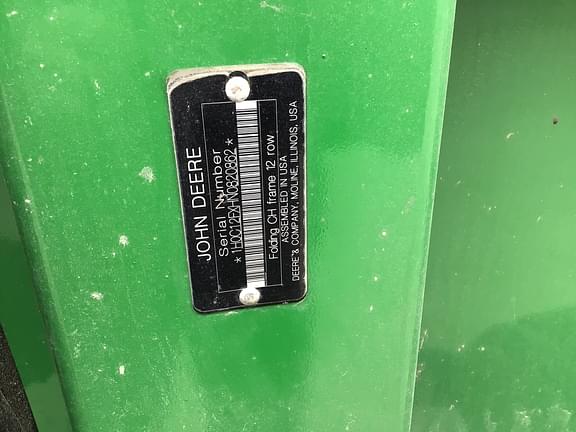 JOHN DEERE
Serial Number
*1H0C12FXHN0820862*
Folding CH frame 12 row
ASSEMBLED IN USA
DEERE & COMPANY, MOLINE, ILLINOIS, USA